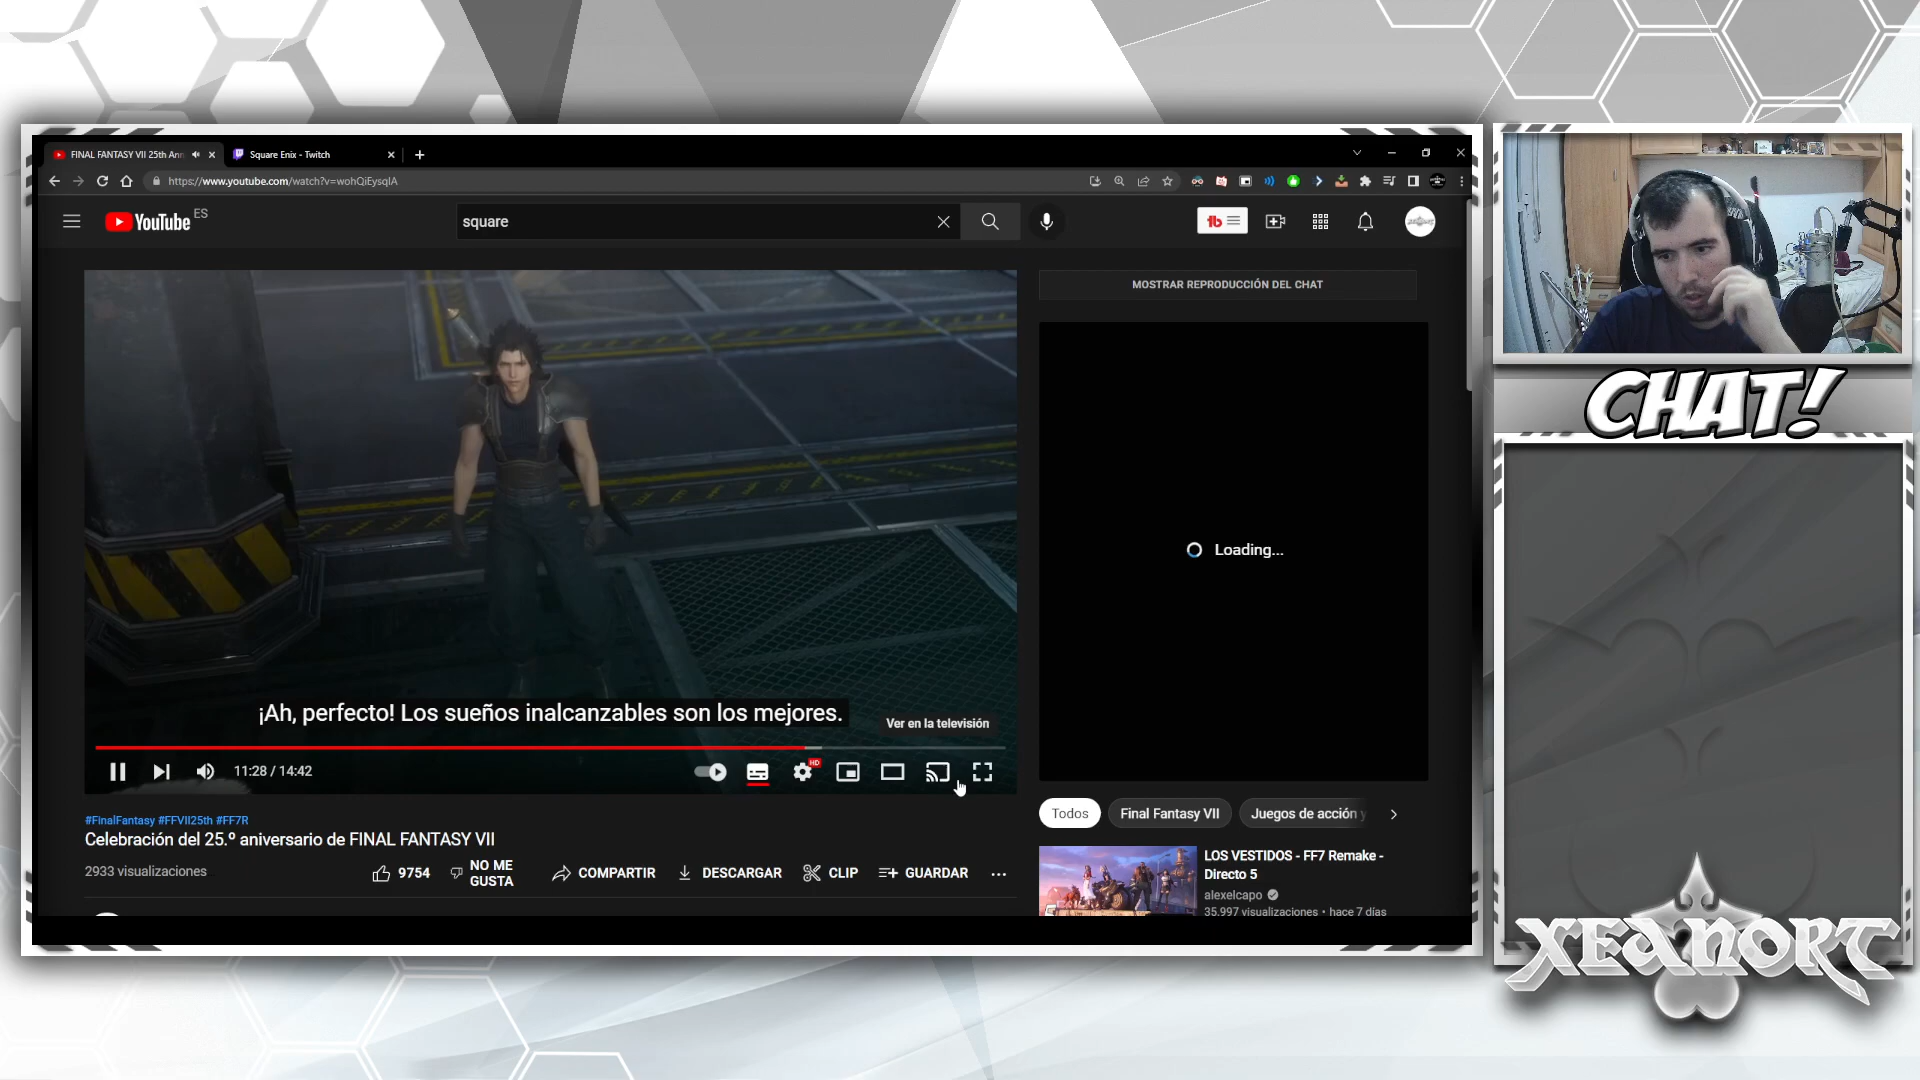 FINAL FANTASY VII 25th Ann
Square Enix - Twitch
https://www.youtube.com/watch?v=wohQiEysqIA
YouTube ES
square
MOSTRAR REPRODUCCIÓN DEL CHAT
Loading...
¡Ah, perfecto! Los sueños inalcanzables son los mejores.
Ver en la televisión
11:28 / 14:42
HD
#FinalFantasy #FFVII25th #FF7R
Celebración del 25.º aniversario de FINAL FANTASY VII
2933 visualizaciones
9754
NO ME
GUSTA
COMPARTIR
DESCARGAR
CLIP
GUARDAR
Todos
Final Fantasy VII
Juegos de acción y
LOS VESTIDOS - FF7 Remake -
Directo 5
alexelcapo
35.997 visualizaciones • hace 7 días
CHAT!
XEANORT